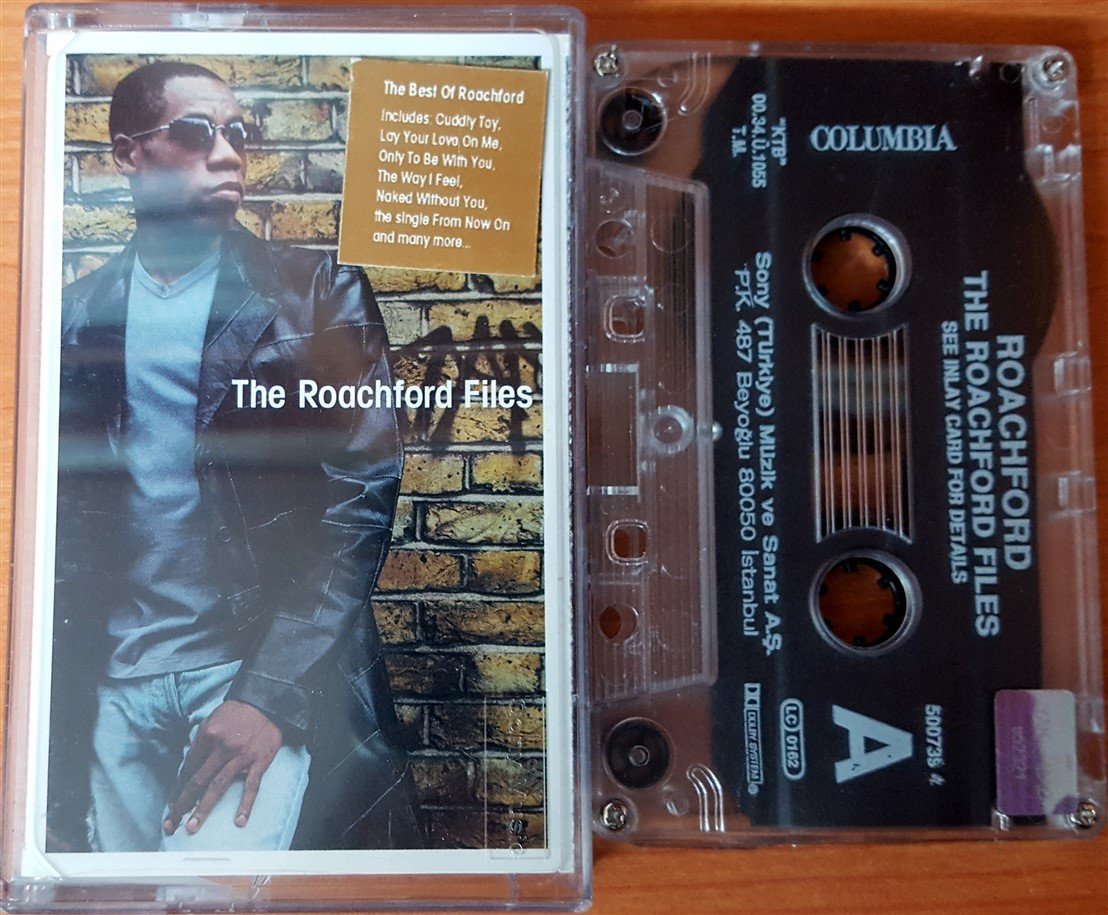 The Best Of Roachford
Includes: Cuddly Toy,
Lay Your Love On Me,
Only To Be With You,
The Way I Feel,
Naked Without You,
the single From Now On
and many more...
The Roachford Files
COLUMBIA
"KTB"
00.34.Ü.1055
T.M.
ROACHFORD
THE ROACHFORD FILES
SEE INLAY CARD FOR DETAILS
Sony (Türkiye) Müzik ve Sanat A.Ş.
P.K. 487 Beyoğlu 80050 İstanbul
500736 4
A
LC 0162
DOLBY SYSTEM